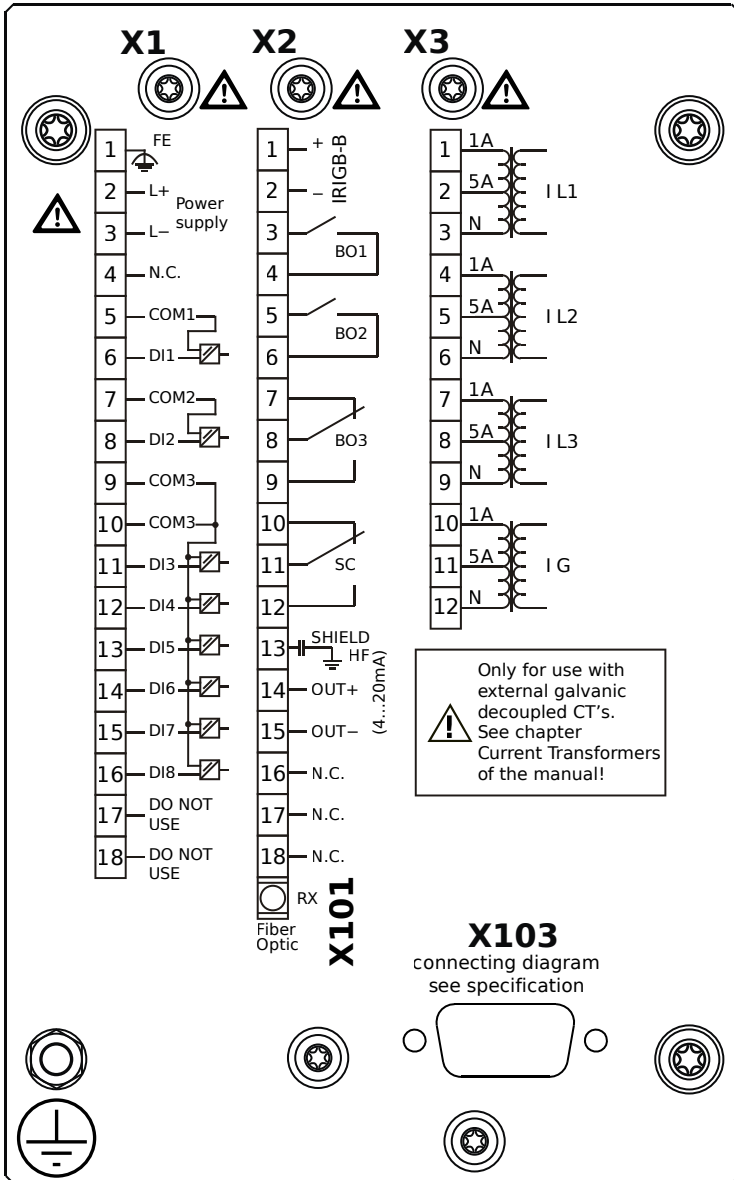 X1
1 FE
2 L+
Power
supply
3 L−
4 N.C.
5 COM1
6 DI1
7 COM2
8 DI2
9 COM3
10 COM3
11 DI3
12 DI4
13 DI5
14 DI6
15 DI7
16 DI8
17 DO NOT
USE
18 DO NOT
USE
X2
1 +
IRIGB-B
2 −
3
BO1
4
5
BO2
6
7
8 BO3
9
10
11 SC
12
13 SHIELD
HF
14 OUT+
(4...20mA)
15 OUT−
16 N.C.
17 N.C.
18 N.C.
RX
Fiber
Optic
X101
X3
1 1A
2 5A I L1
3 N
4 1A
5 5A I L2
6 N
7 1A
8 5A I L3
9 N
10 1A
11 5A I G
12 N
Only for use with
external galvanic
decoupled CT's.
See chapter
Current Transformers
of the manual!
X103
connecting diagram
see specification